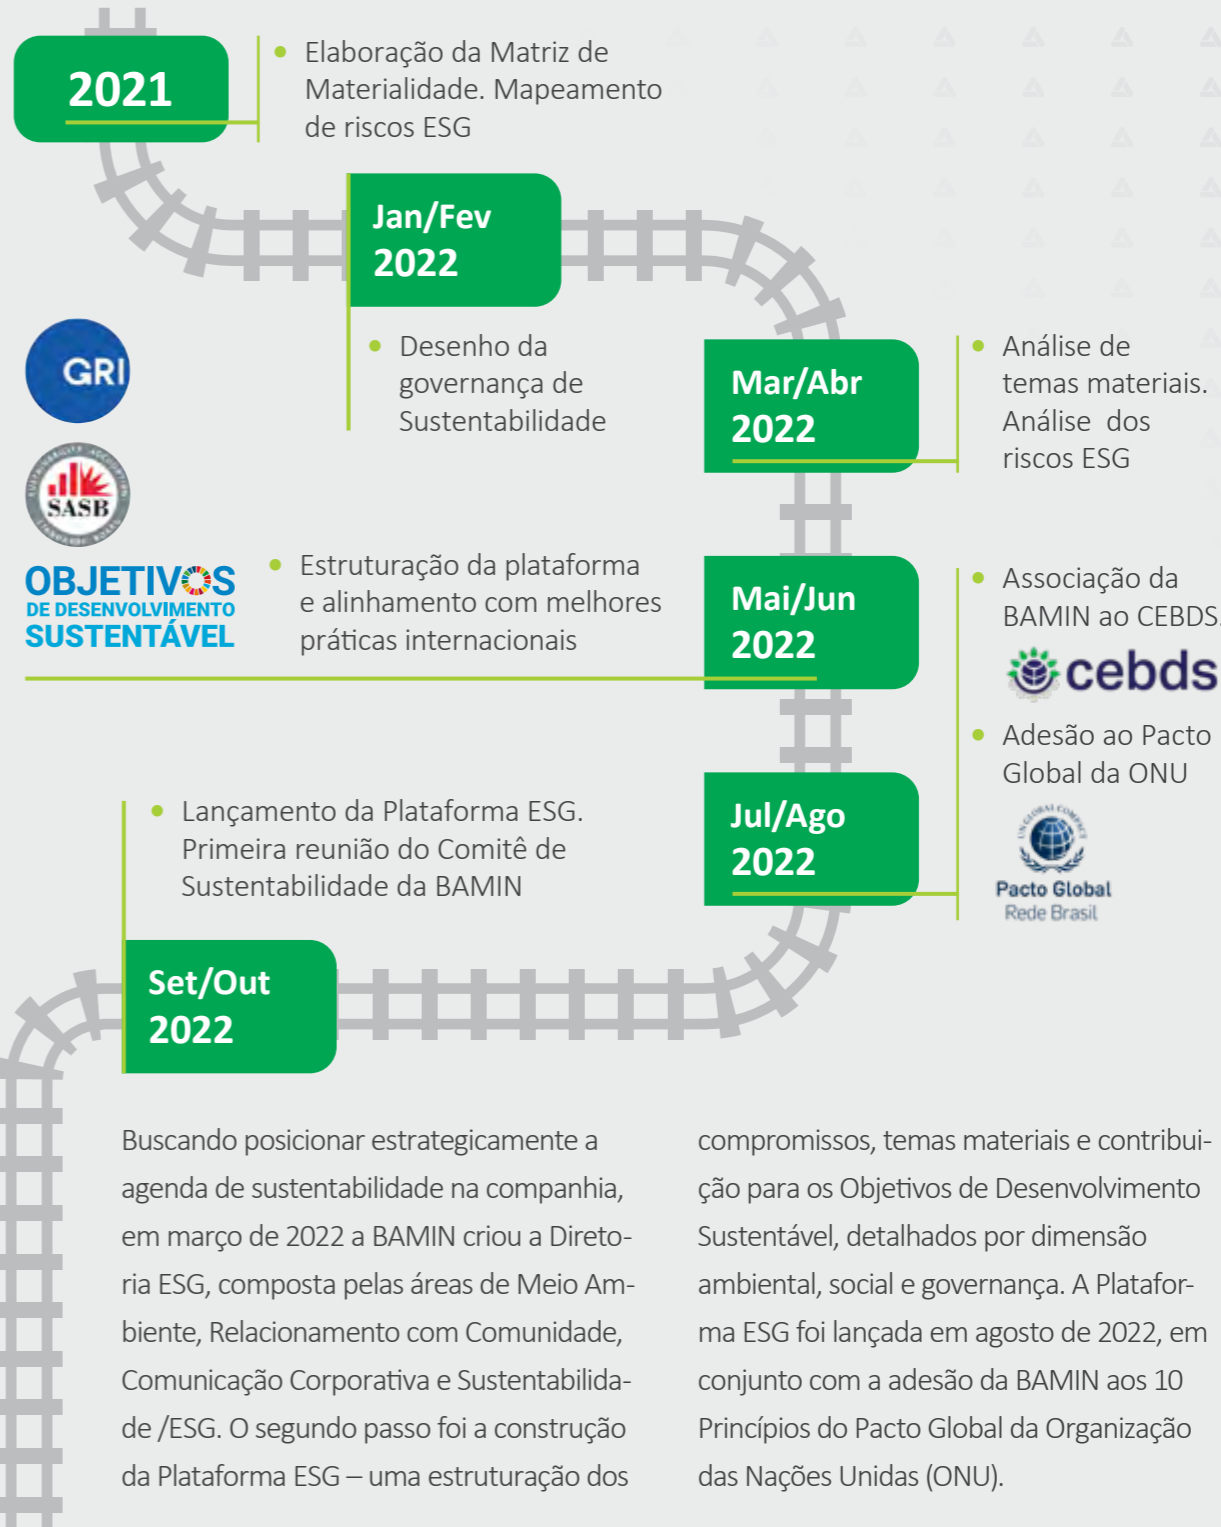 2021
• Elaboração da Matriz de
Materialidade. Mapeamento
de riscos ESG
Jan/Fev
2022
• Desenho da
governança de
Sustentabilidade
Mar/Abr
2022
• Análise de
temas materiais.
Análise dos
riscos ESG
GRI
SASB
OBJETIVOS
DE DESENVOLVIMENTO
SUSTENTÁVEL
• Estruturação da plataforma
e alinhamento com melhores
práticas internacionais
Mai/Jun
2022
• Associação da
BAMIN ao CEBDS.
cebds
• Adesão ao Pacto
Global da ONU
Pacto Global
Rede Brasil
Jul/Ago
2022
• Lançamento da Plataforma ESG.
Primeira reunião do Comitê de
Sustentabilidade da BAMIN
Set/Out
2022
Buscando posicionar estrategicamente a
agenda de sustentabilidade na companhia,
em março de 2022 a BAMIN criou a Direto-
ria ESG, composta pelas áreas de Meio Am-
biente, Relacionamento com Comunidade,
Comunicação Corporativa e Sustentabilida-
de /ESG. O segundo passo foi a construção
da Plataforma ESG – uma estruturação dos
compromissos, temas materiais e contribui-
ção para os Objetivos de Desenvolvimento
Sustentável, detalhados por dimensão
ambiental, social e governança. A Platafor-
ma ESG foi lançada em agosto de 2022, em
conjunto com a adesão da BAMIN aos 10
Princípios do Pacto Global da Organização
das Nações Unidas (ONU).